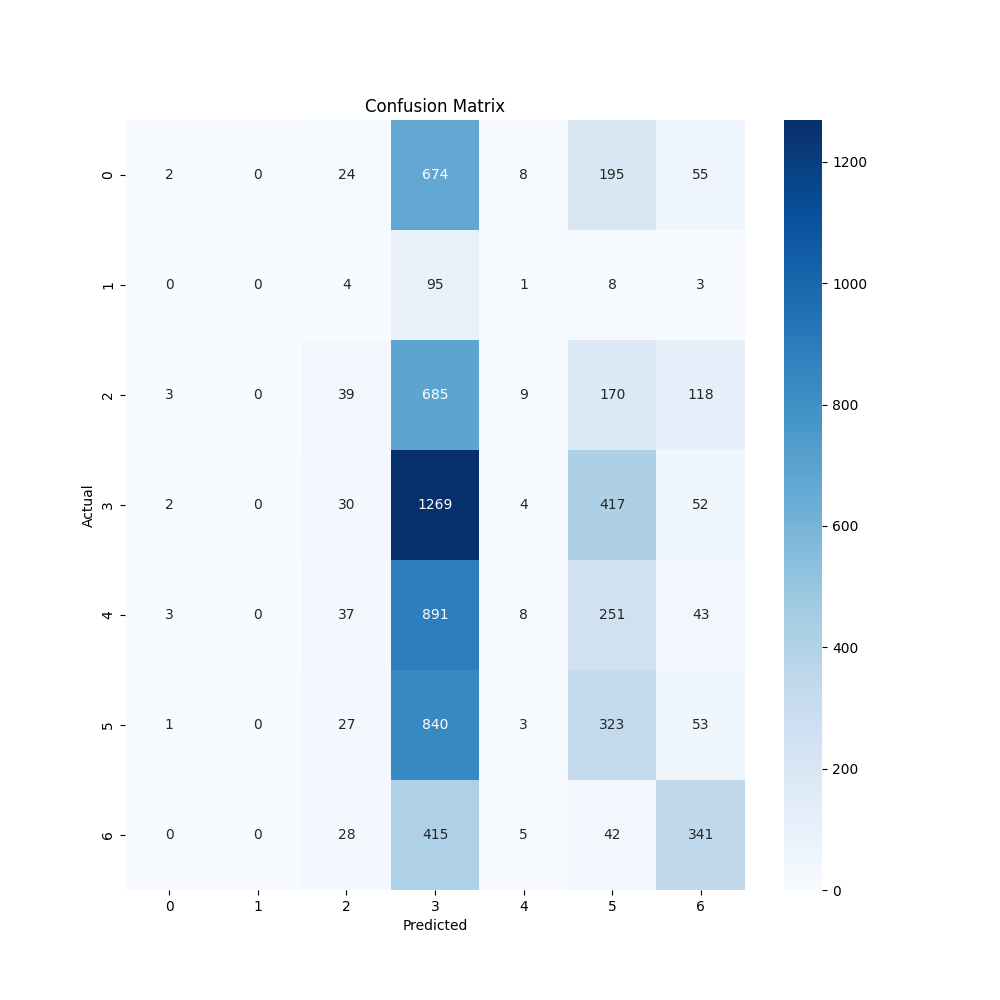 Confusion Matrix
0 2 0 24 674 8 195 55
1 0 0 4 95 1 8 3
2 3 0 39 685 9 170 118
3 2 0 30 1269 4 417 52
4 3 0 37 891 8 251 43
5 1 0 27 840 3 323 53
6 0 0 28 415 5 42 341
0 1 2 3 4 5 6
Predicted
Actual
1200
1000
800
600
400
200
0